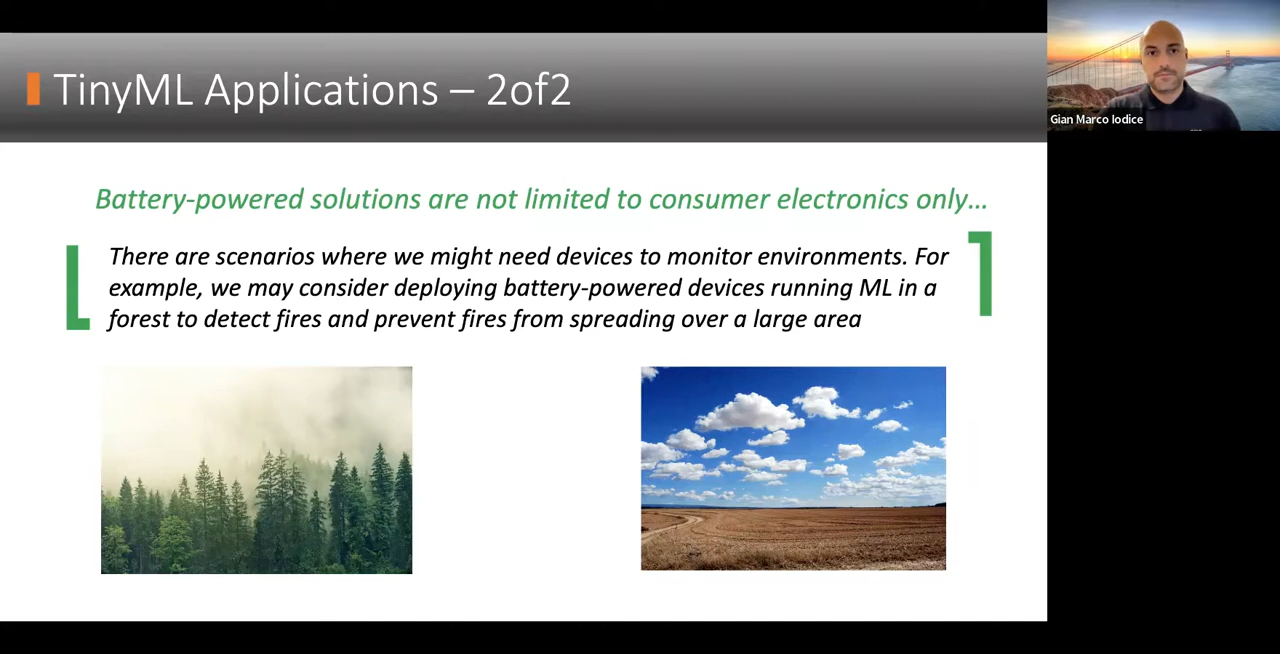 TinyML Applications – 2of2
Gian Marco Iodice
Battery-powered solutions are not limited to consumer electronics only…
There are scenarios where we might need devices to monitor environments. For
example, we may consider deploying battery-powered devices running ML in a
forest to detect fires and prevent fires from spreading over a large area